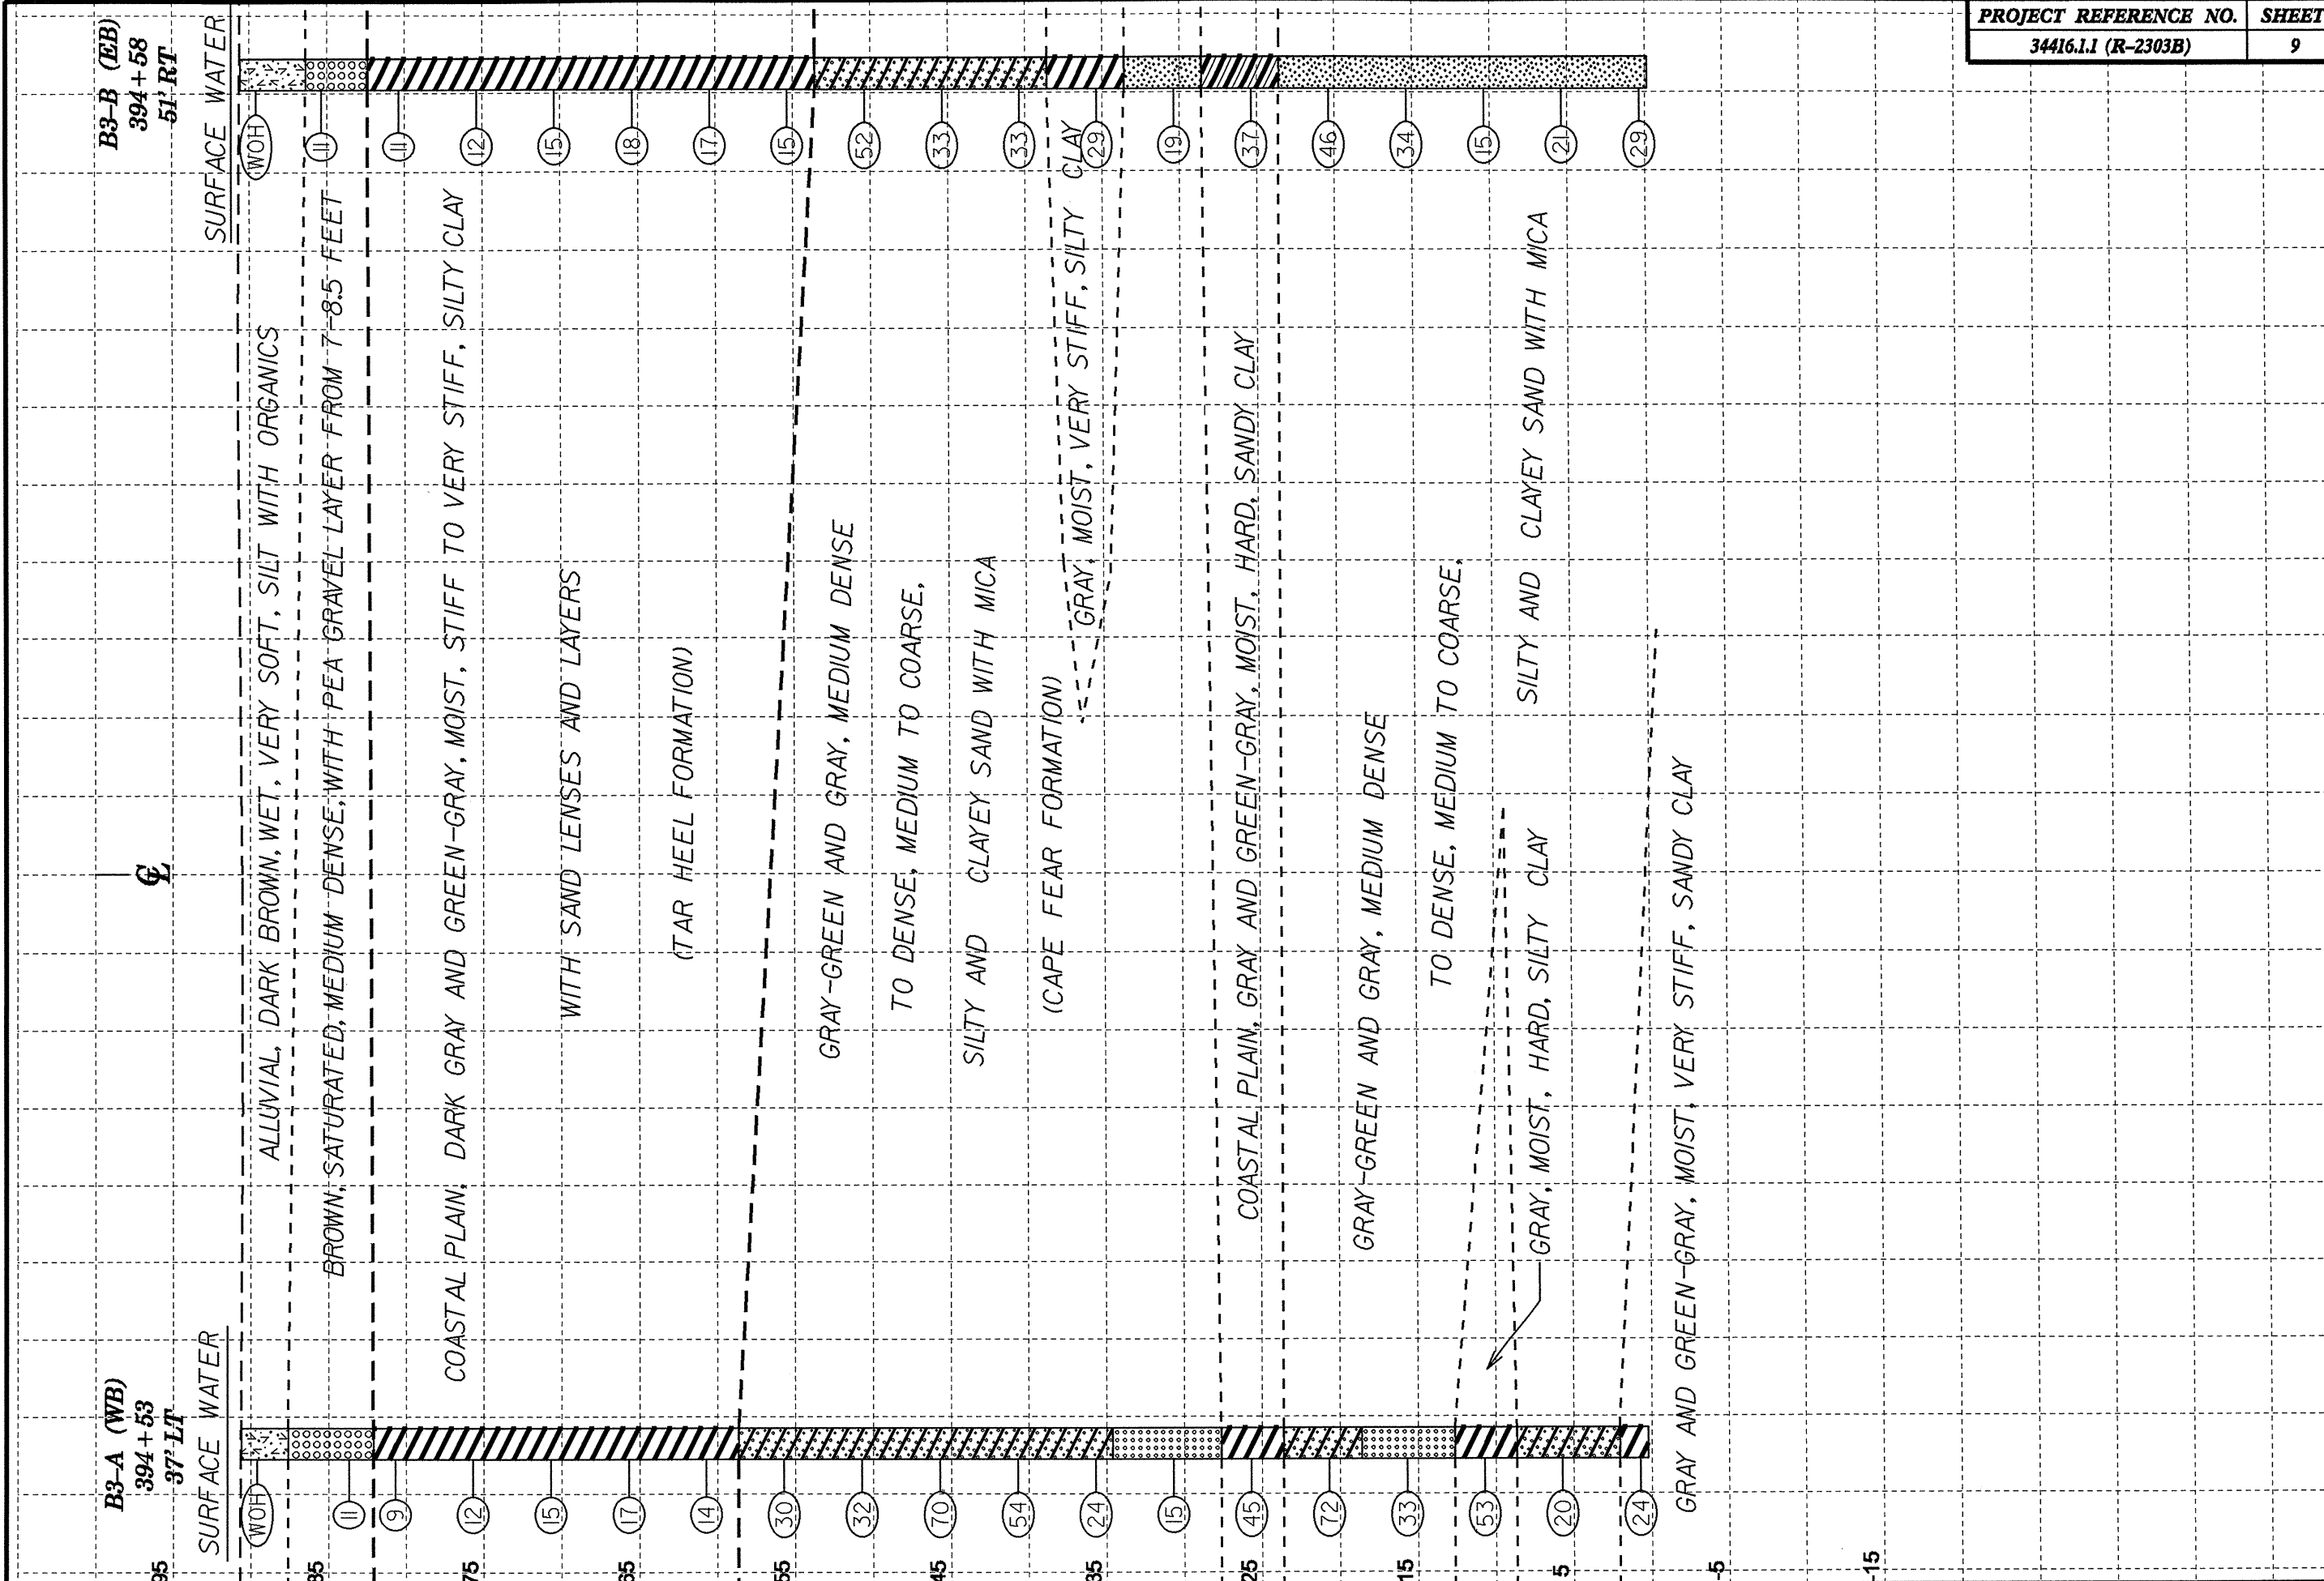 PROJECT REFERENCE NO. SHEET
34416.1.1 (R-2303B) 9
B3-A (WB)
394+53
37' LT
SURFACE WATER
℄
B3-B (EB)
394+58
51' RT
SURFACE WATER
ALLUVIAL, DARK BROWN, WET, VERY SOFT, SILT WITH ORGANICS
BROWN, SATURATED, MEDIUM DENSE, WITH PEA GRAVEL LAYER FROM 7-8.5 FEET
COASTAL PLAIN, DARK GRAY AND GREEN-GRAY, MOIST, STIFF TO VERY STIFF, SILTY CLAY
WITH SAND LENSES AND LAYERS
(TAR HEEL FORMATION)
GRAY-GREEN AND GRAY, MEDIUM DENSE
TO DENSE, MEDIUM TO COARSE,
SILTY AND CLAYEY SAND WITH MICA
(CAPE FEAR FORMATION)
GRAY, MOIST, VERY STIFF, SILTY CLAY
COASTAL PLAIN, GRAY AND GREEN-GRAY, MOIST, HARD, SANDY CLAY
GRAY-GREEN AND GRAY, MEDIUM DENSE
TO DENSE, MEDIUM TO COARSE,
SILTY AND CLAYEY SAND WITH MICA
GRAY, MOIST, HARD, SILTY CLAY
GRAY AND GREEN-GRAY, MOIST, VERY STIFF, SANDY CLAY
WOH
11
9
12
15
17
14
30
32
70
54
24
15
45
72
33
53
20
24
WOH
11
11
12
15
18
17
15
52
33
33
29
19
37
46
34
15
21
29
95
85
75
65
55
45
35
25
15
5
-5
-15